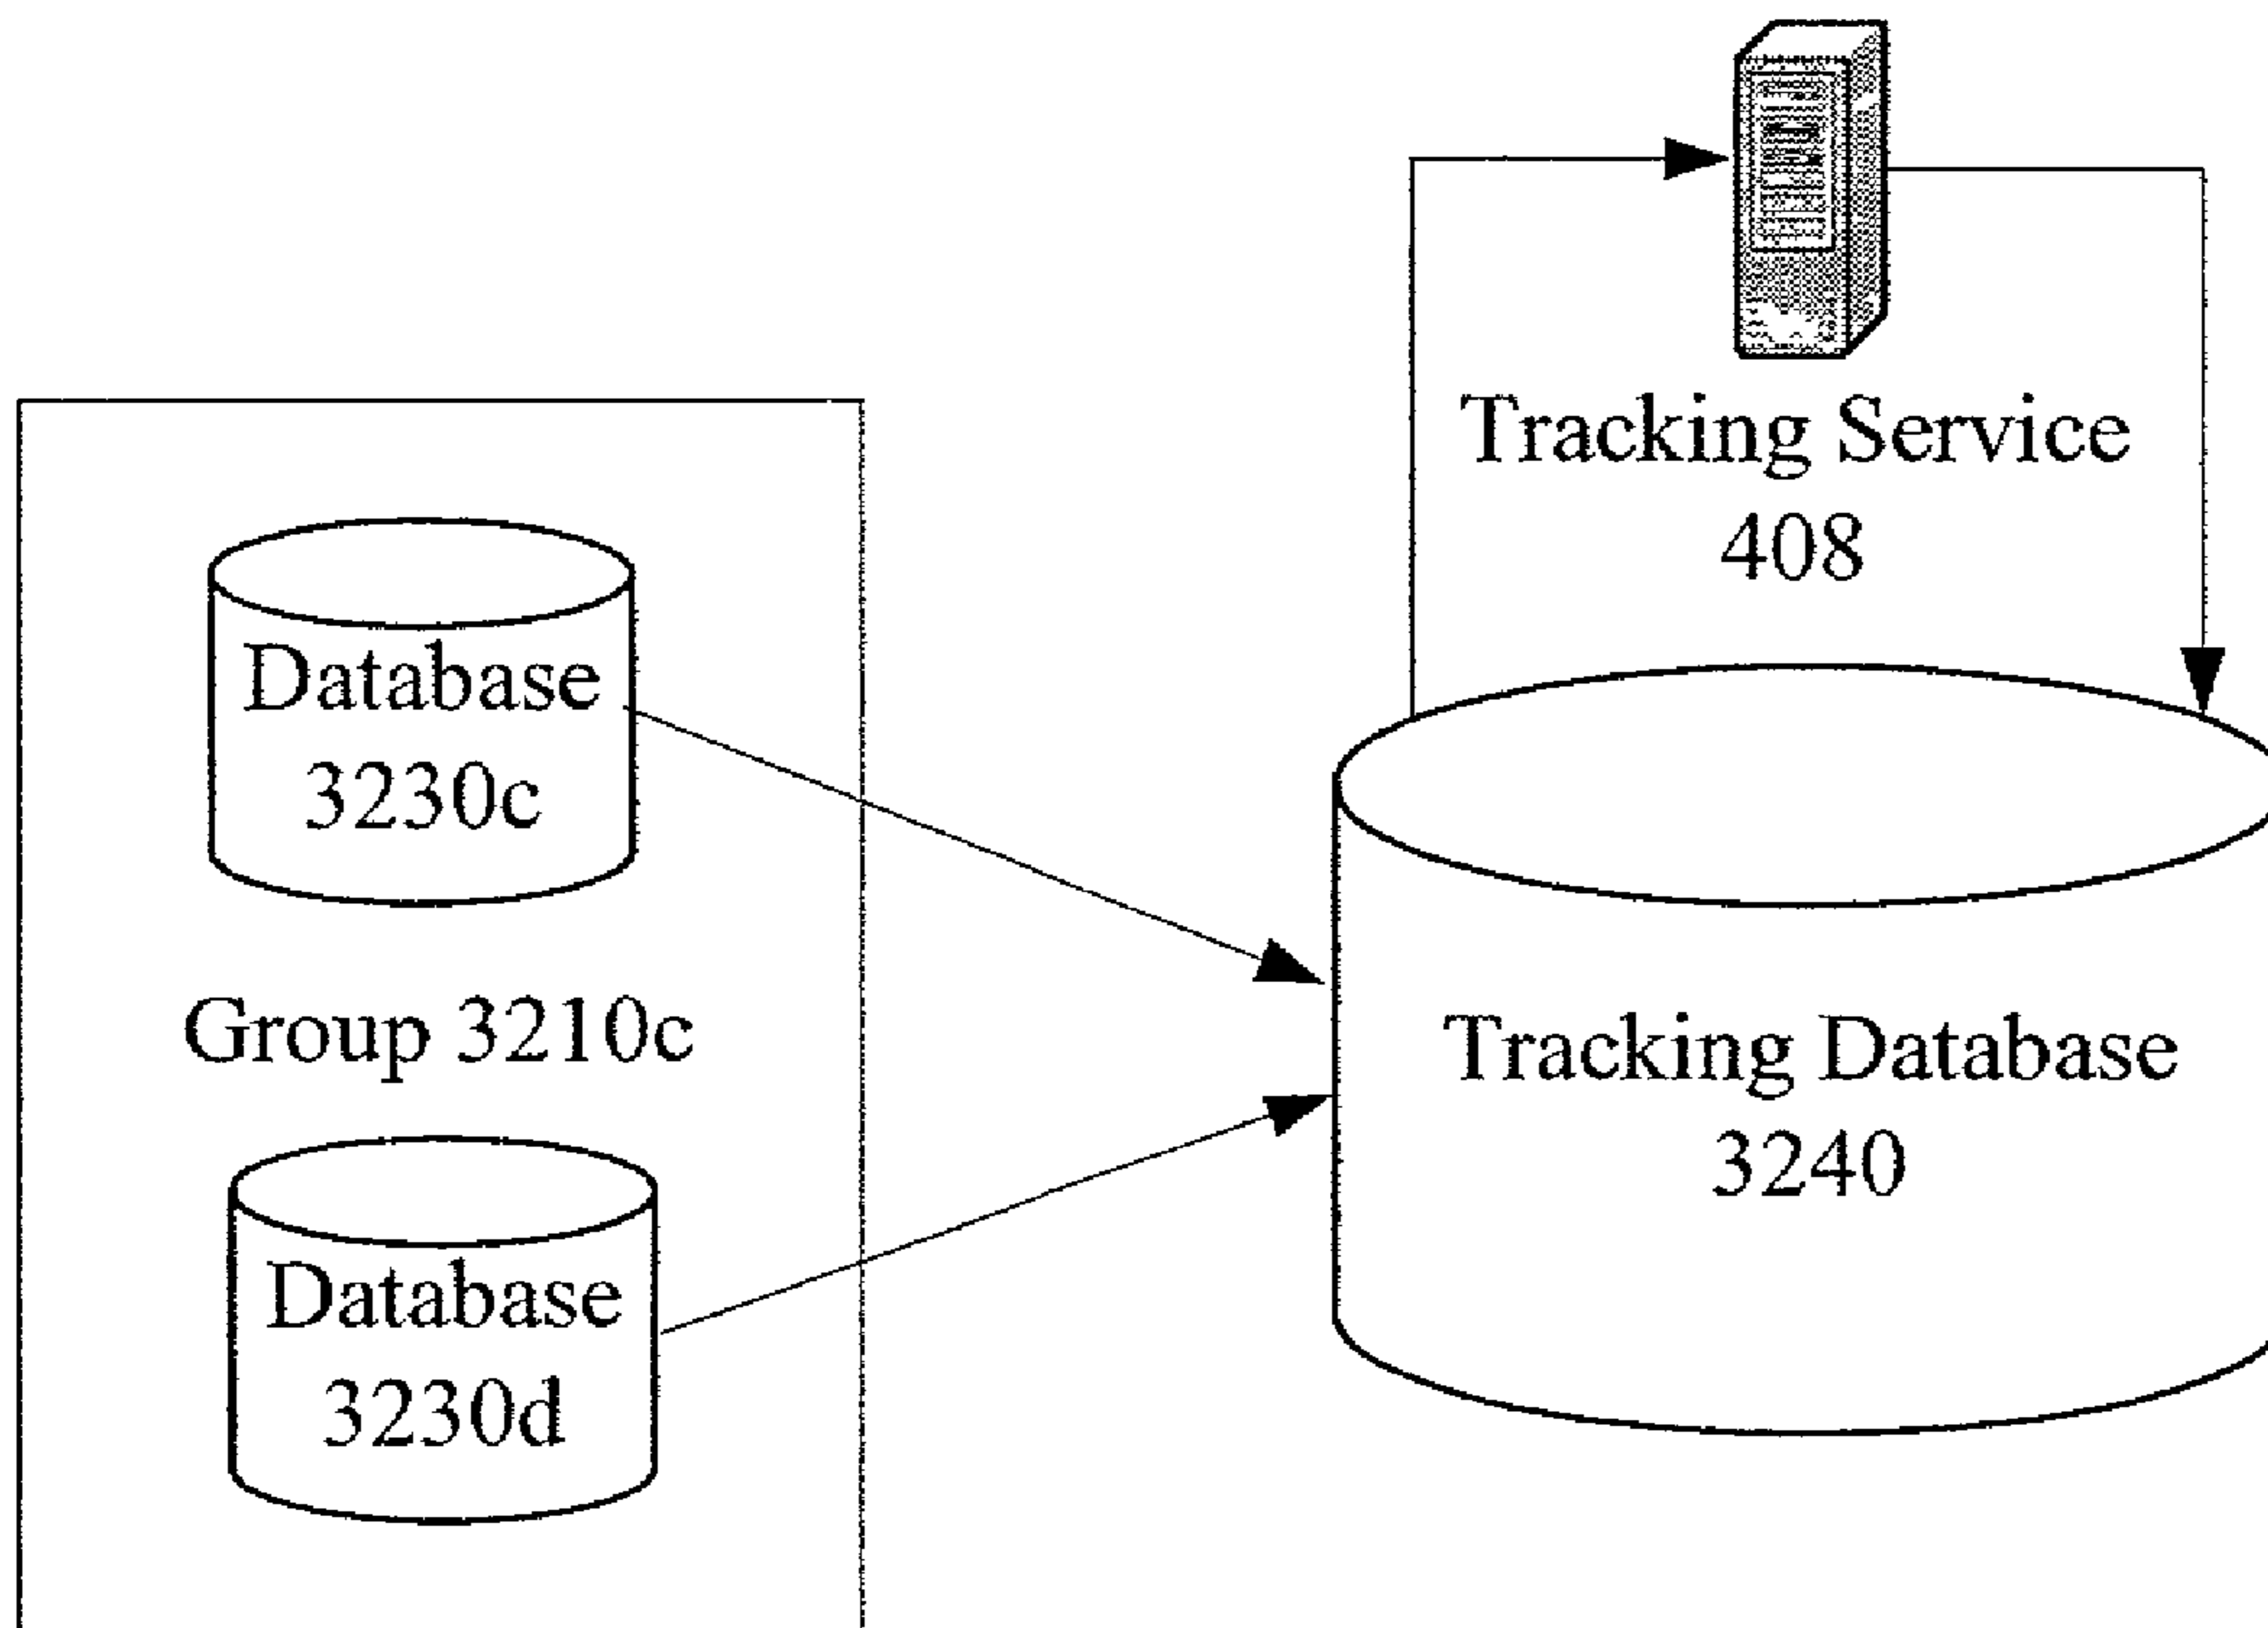 Tracking Service
408
Database
3230c
Group 3210c
Tracking Database
3240
Database
3230d